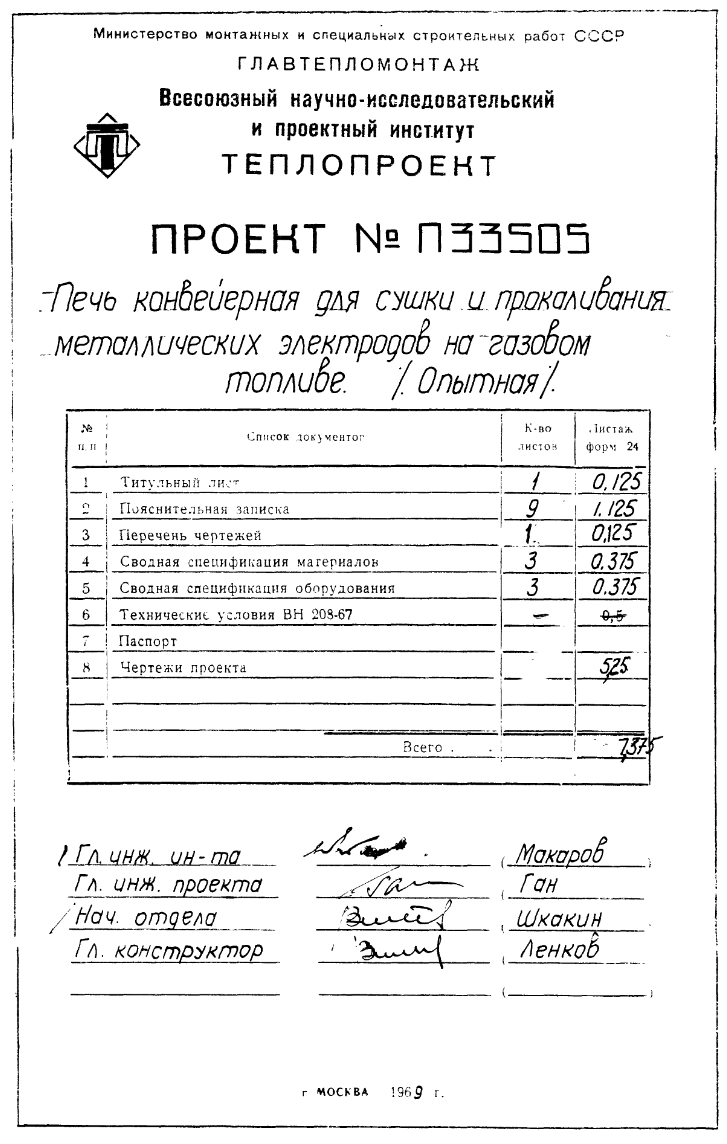 Министерство монтажных и специальных строительных работ СССР
ГЛАВТЕПЛОМОНТАЖ
Всесоюзный научно-исследовательский
и проектный институт
ТЕПЛОПРОЕКТ
ПРОЕКТ № П33505
Печь конвейерная для сушки и прокаливания
металлических электродов на газовом
топливе. /Опытная/.
№ п.п Список документов К-во листов Листаж форм 24
1 Титульный лист 1 0,125
2 Пояснительная записка 9 1.125
3 Перечень чертежей 1 0,125
4 Сводная спецификация материалов 3 0.375
5 Сводная спецификация оборудования 3 0.375
6 Технические условия ВН 208-67 – 0,5
7 Паспорт
8 Чертежи проекта 5,25
Всего . . 7,375
Гл. инж. ин-та ( Макаров )
Гл. инж. проекта ( Ган )
Нач. отдела ( Шкакин )
Гл. конструктор ( Ленков )
( )
г МОСКВА 1969 г.